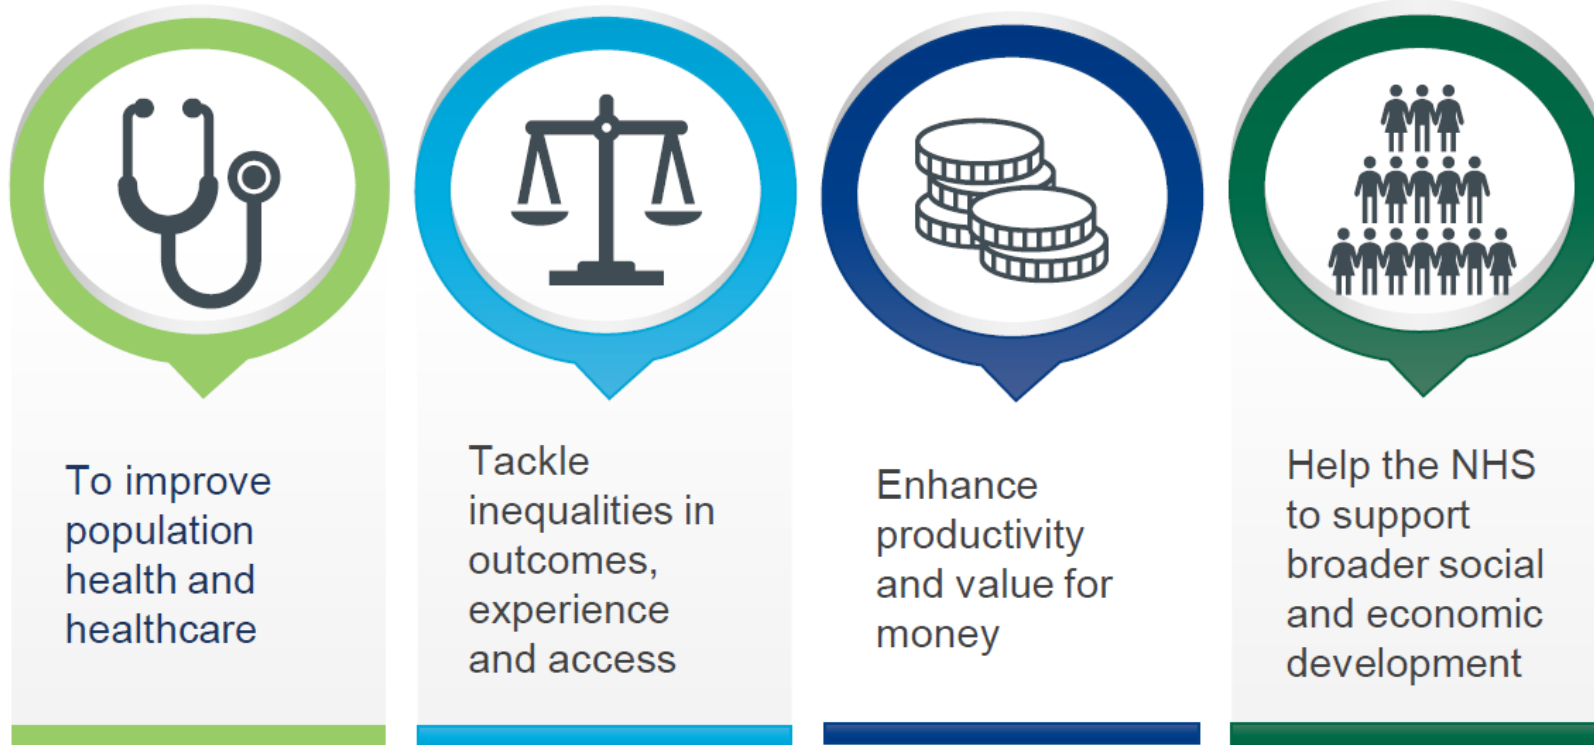 To improve
population
health and
healthcare
Tackle
inequalities in
outcomes,
experience
and access
Enhance
productivity
and value for
money
Help the NHS
to support
broader social
and economic
development